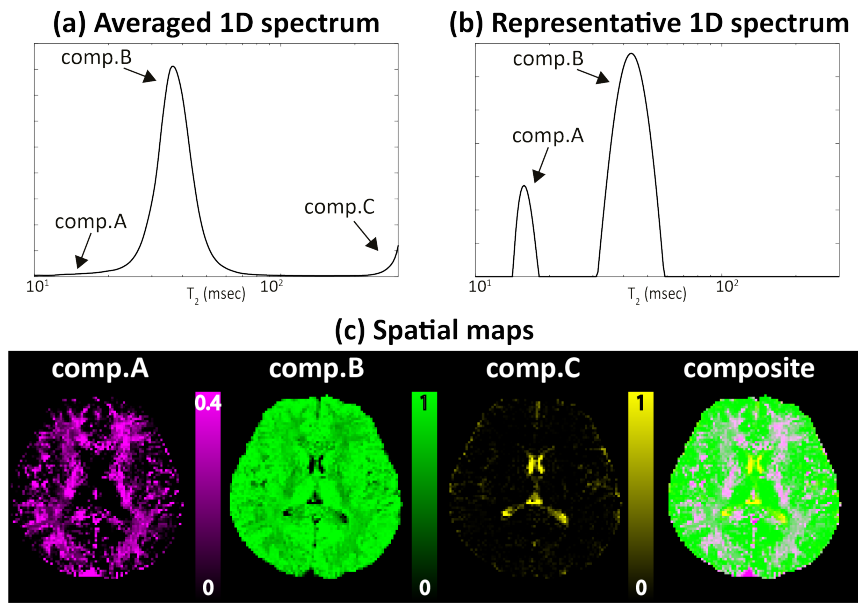 (a) Averaged 1D spectrum
comp.B
comp.A
comp.C
10¹
10²
T₂ (msec)
(b) Representative 1D spectrum
comp.B
comp.A
10¹
10²
T₂ (msec)
(c) Spatial maps
comp.A
comp.B
comp.C
composite
0.4
1
1
0
0
0